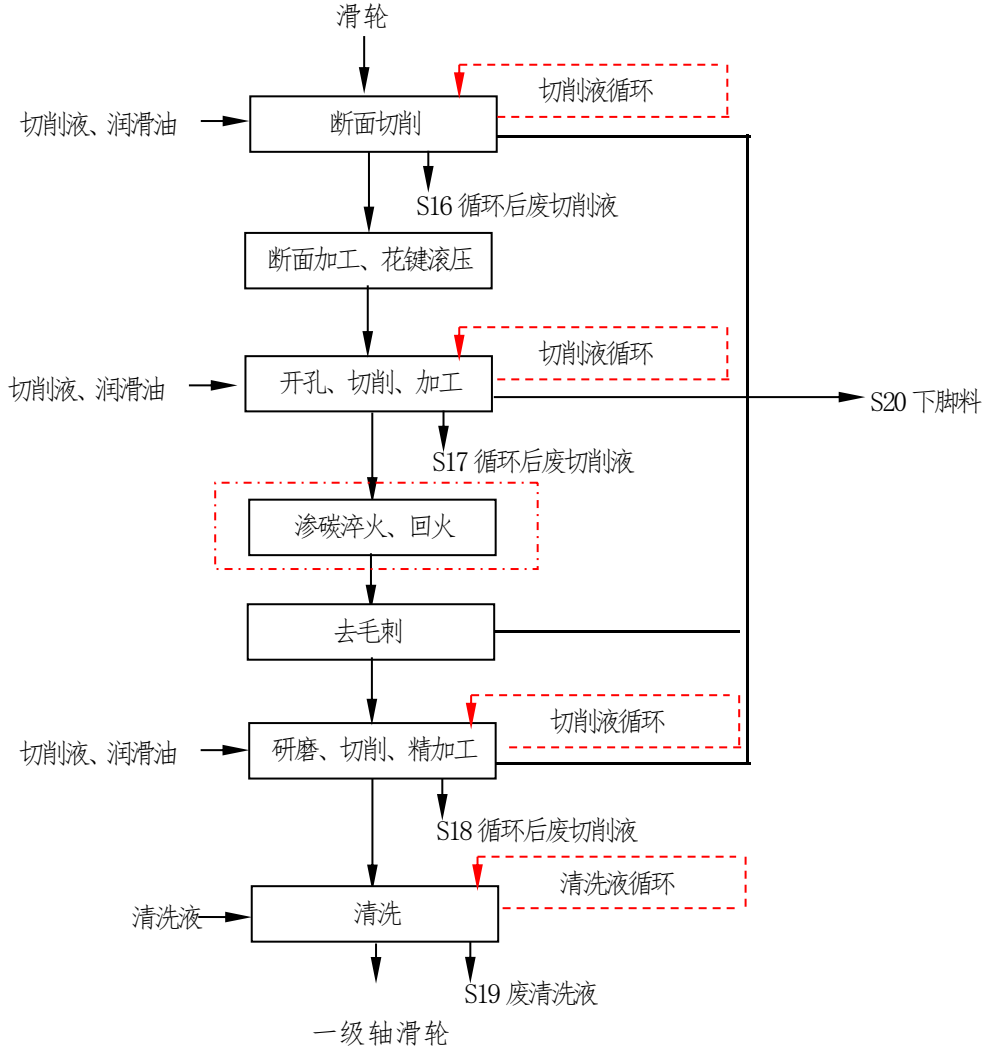 滑轮
切削液循环
切削液、润滑油
断面切削
S16 循环后废切削液
断面加工、花键滚压
切削液循环
切削液、润滑油
开孔、切削、加工
S20 下脚料
S17 循环后废切削液
渗碳淬火、回火
去毛刺
切削液循环
切削液、润滑油
研磨、切削、精加工
S18 循环后废切削液
清洗液循环
清洗液
清洗
S19 废清洗液
一级轴滑轮